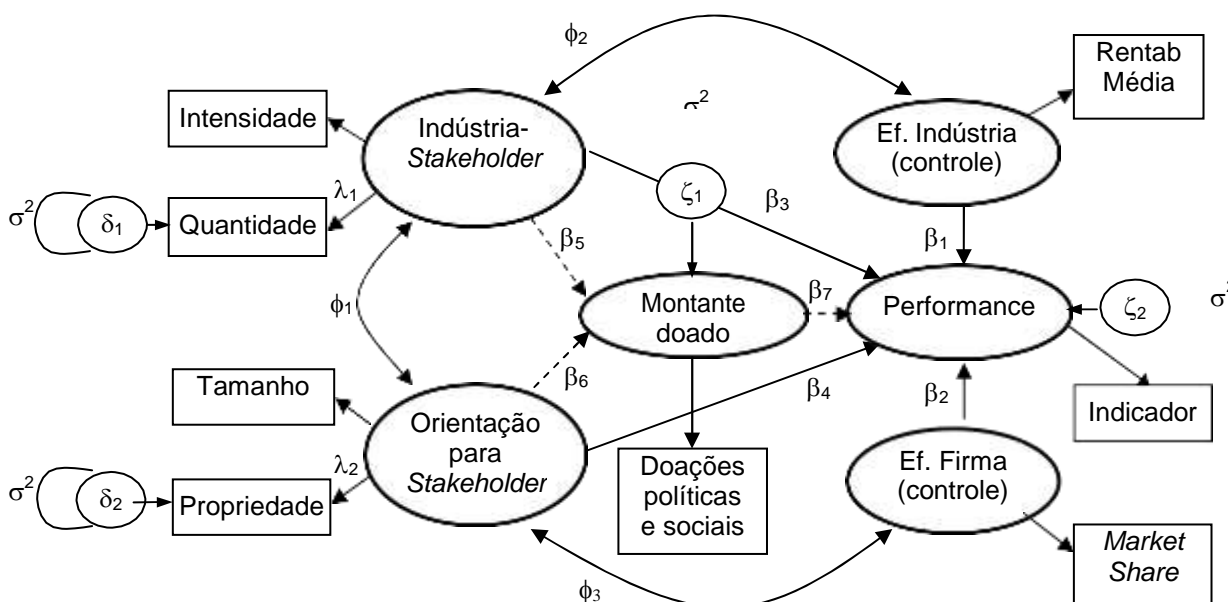 ϕ2
Rentab
Média
σ2
Intensidade
Indústria-
Stakeholder
Ef. Indústria
(controle)
ζ1
λ1
β3
σ2
δ1
Quantidade
β5
β1
ϕ1
Montante
doado
β7
Performance
ζ2
σ2
Tamanho
β6
β4
β2
Indicador
Orientação
para
Stakeholder
Ef. Firma
(controle)
λ2
Doações
políticas
e sociais
σ2
δ2
Propriedade
Market
Share
ϕ3